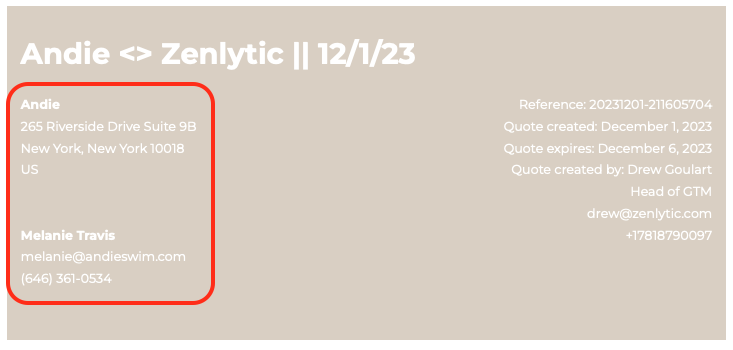 Andie <> Zenlytic || 12/1/23
Andie
265 Riverside Drive Suite 9B
New York, New York 10018
US
Melanie Travis
melanie@andieswim.com
(646) 361-0534
Reference: 20231201-211605704
Quote created: December 1, 2023
Quote expires: December 6, 2023
Quote created by: Drew Goulart
Head of GTM
drew@zenlytic.com
+17818790097